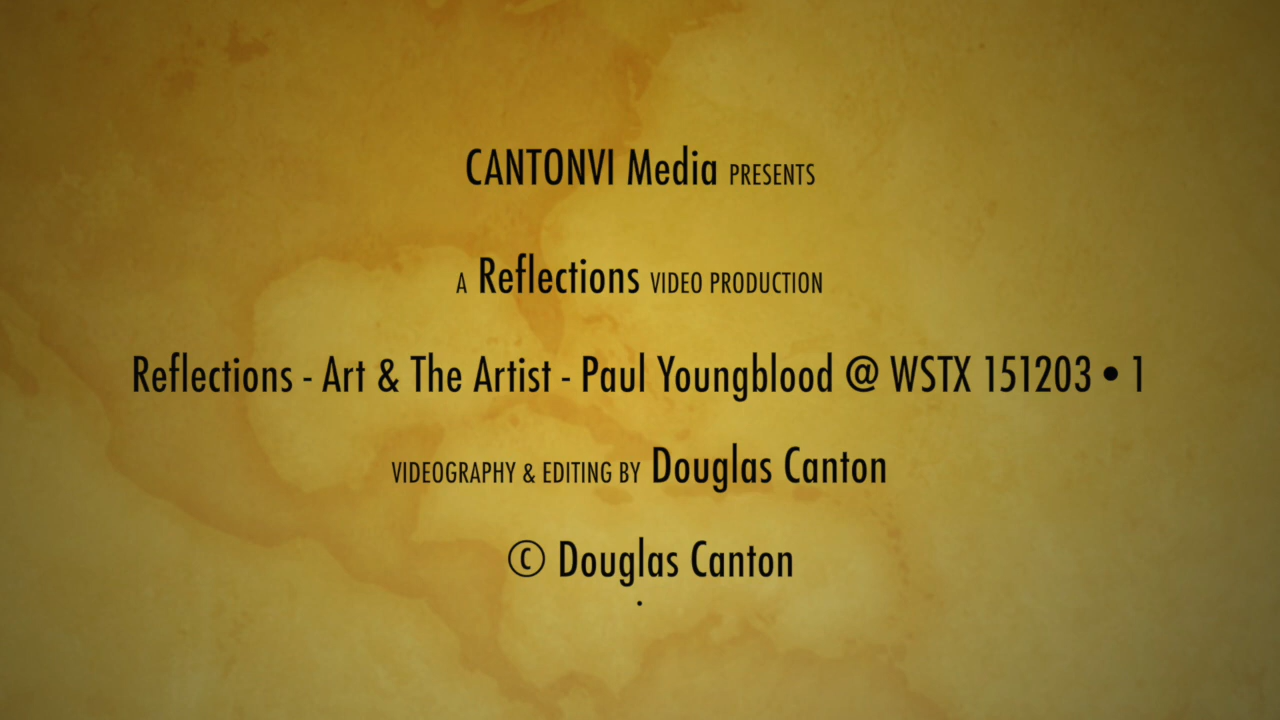 CANTONVI Media PRESENTS
A Reflections VIDEO PRODUCTION
Reflections - Art & The Artist - Paul Youngblood @ WSTX 151203 • 1
VIDEOGRAPHY & EDITING BY Douglas Canton
© Douglas Canton
.